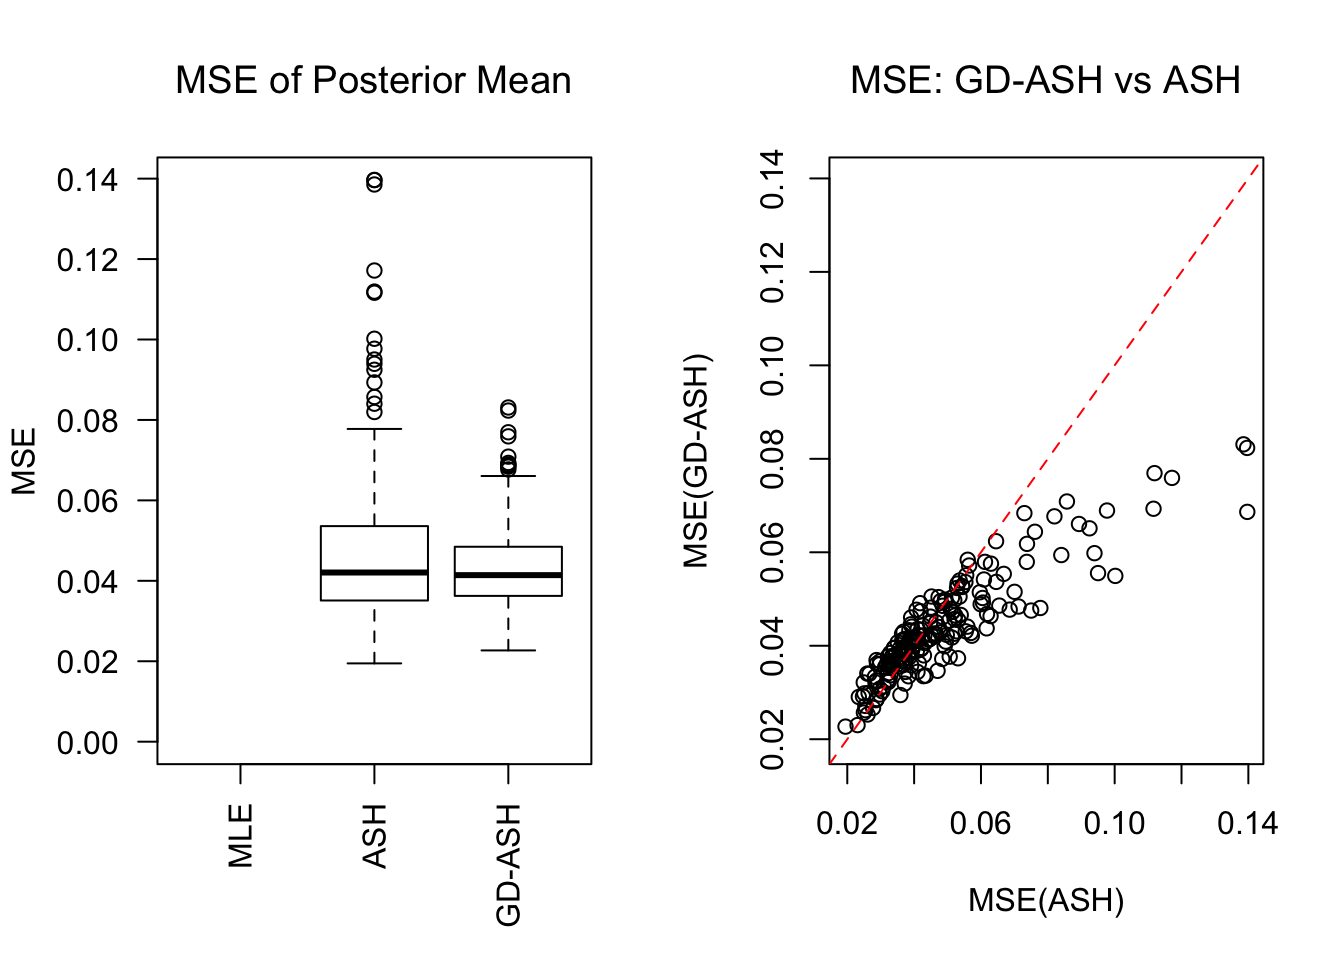 MSE of Posterior Mean
MSE
0.14
0.12
0.10
0.08
0.06
0.04
0.02
0.00
MLE
ASH
GD-ASH
MSE: GD-ASH vs ASH
MSE(GD-ASH)
0.14
0.12
0.10
0.08
0.06
0.04
0.02
0.02
0.06
0.10
0.14
MSE(ASH)